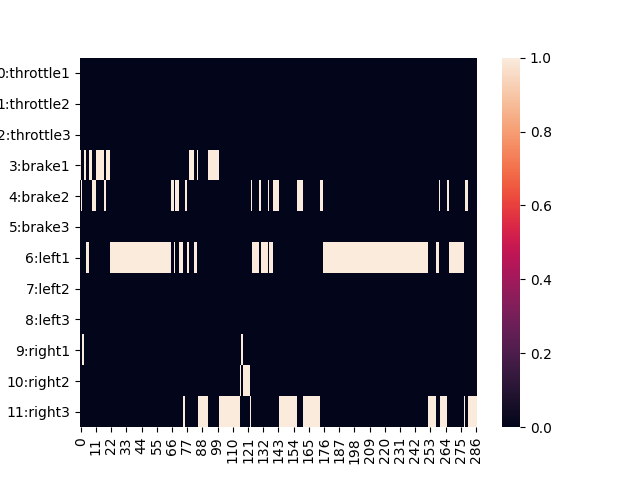 0:throttle1
1:throttle2
2:throttle3
3:brake1
4:brake2
5:brake3
6:left1
7:left2
8:left3
9:right1
10:right2
11:right3
0 11 22 33 44 55 66 77 88 99 110 121 132 143 154 165 176 187 198 209 220 231 242 253 264 275 286
1.0
0.8
0.6
0.4
0.2
0.0